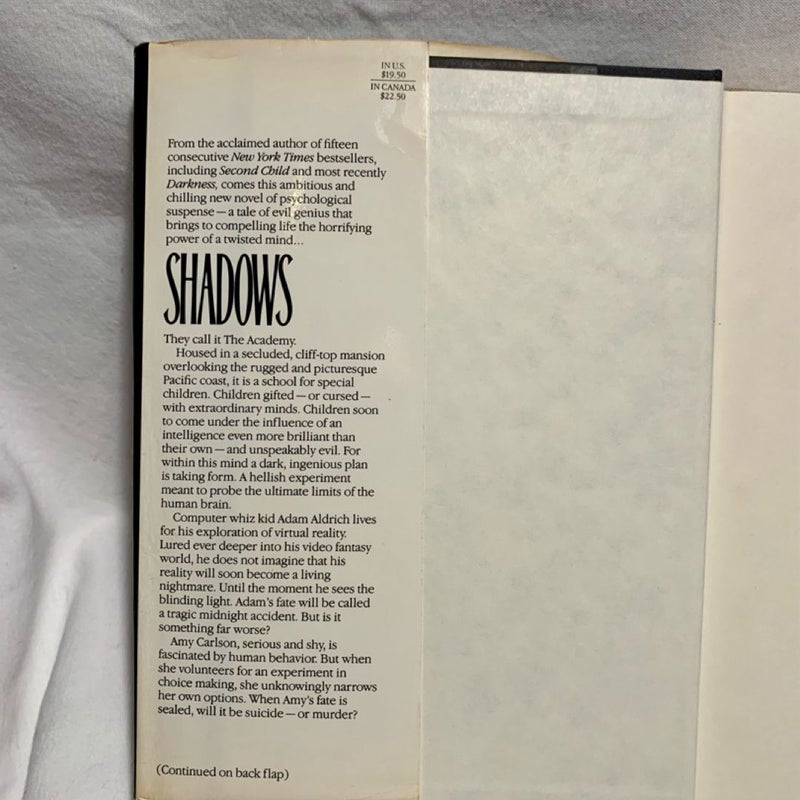 IN U.S.
$19.50
IN CANADA
$22.50
From the acclaimed author of fifteen
consecutive New York Times bestsellers,
including Second Child and most recently
Darkness, comes this ambitious and
chilling new novel of psychological
suspense — a tale of evil genius that
brings to compelling life the horrifying
power of a twisted mind...
SHADOWS
They call it The Academy.
Housed in a secluded, cliff-top mansion
overlooking the rugged and picturesque
Pacific coast, it is a school for special
children. Children gifted — or cursed —
with extraordinary minds. Children soon
to come under the influence of an
intelligence even more brilliant than
their own — and unspeakably evil. For
within this mind a dark, ingenious plan
is taking form. A hellish experiment
meant to probe the ultimate limits of the
human brain.
Computer whiz kid Adam Aldrich lives
for his exploration of virtual reality.
Lured ever deeper into his video fantasy
world, he does not imagine that his
reality will soon become a living
nightmare. Until the moment he sees the
blinding light. Adam's fate will be called
a tragic midnight accident. But is it
something far worse?
Amy Carlson, serious and shy, is
fascinated by human behavior. But when
she volunteers for an experiment in
choice making, she unknowingly narrows
her own options. When Amy's fate is
sealed, will it be suicide — or murder?
(Continued on back flap)